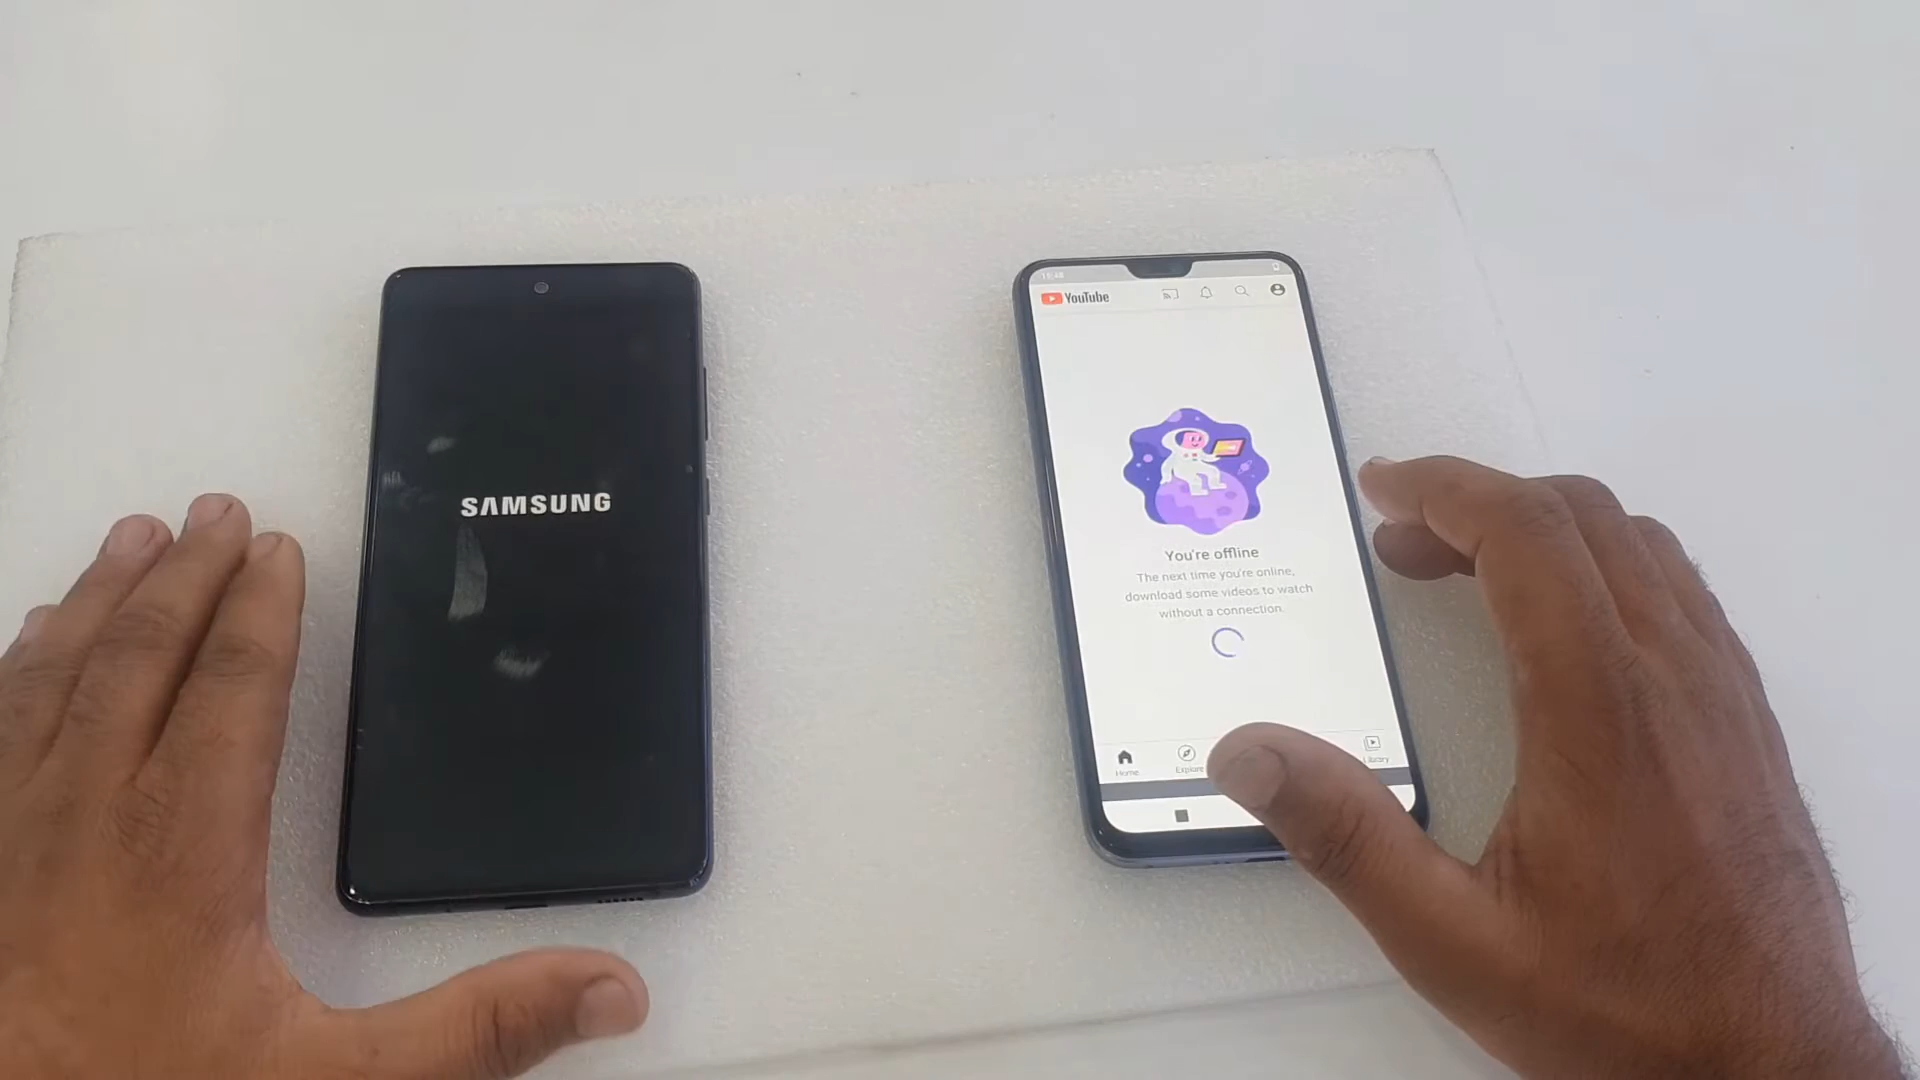 SAMSUNG
YouTube
You're offline
The next time you're online,
download some videos to watch
without a connection.
Home
Explore
Library